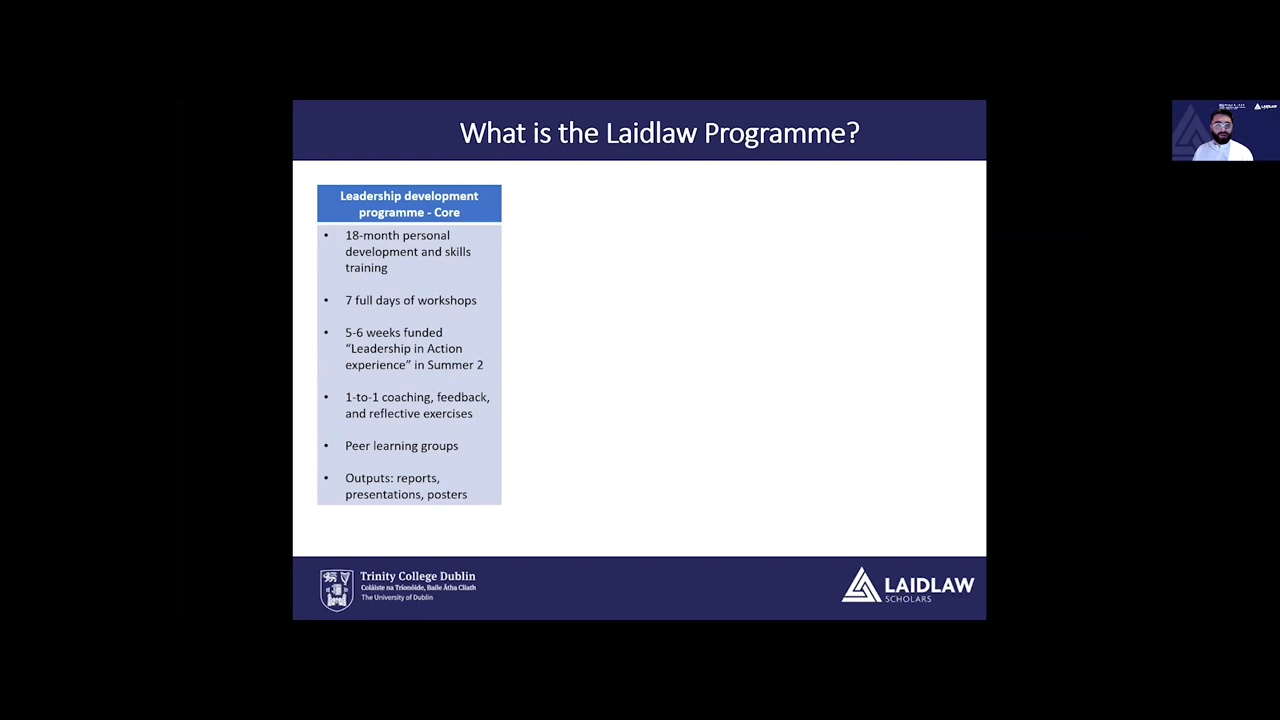 What is the Laidlaw Programme?
Leadership development
programme - Core
• 18-month personal
development and skills
training
• 7 full days of workshops
• 5-6 weeks funded
“Leadership in Action
experience” in Summer 2
• 1-to-1 coaching, feedback,
and reflective exercises
• Peer learning groups
• Outputs: reports,
presentations, posters
Trinity College Dublin
Coláiste na Tríonóide, Baile Átha Cliath
The University of Dublin
LAIDLAW
SCHOLARS